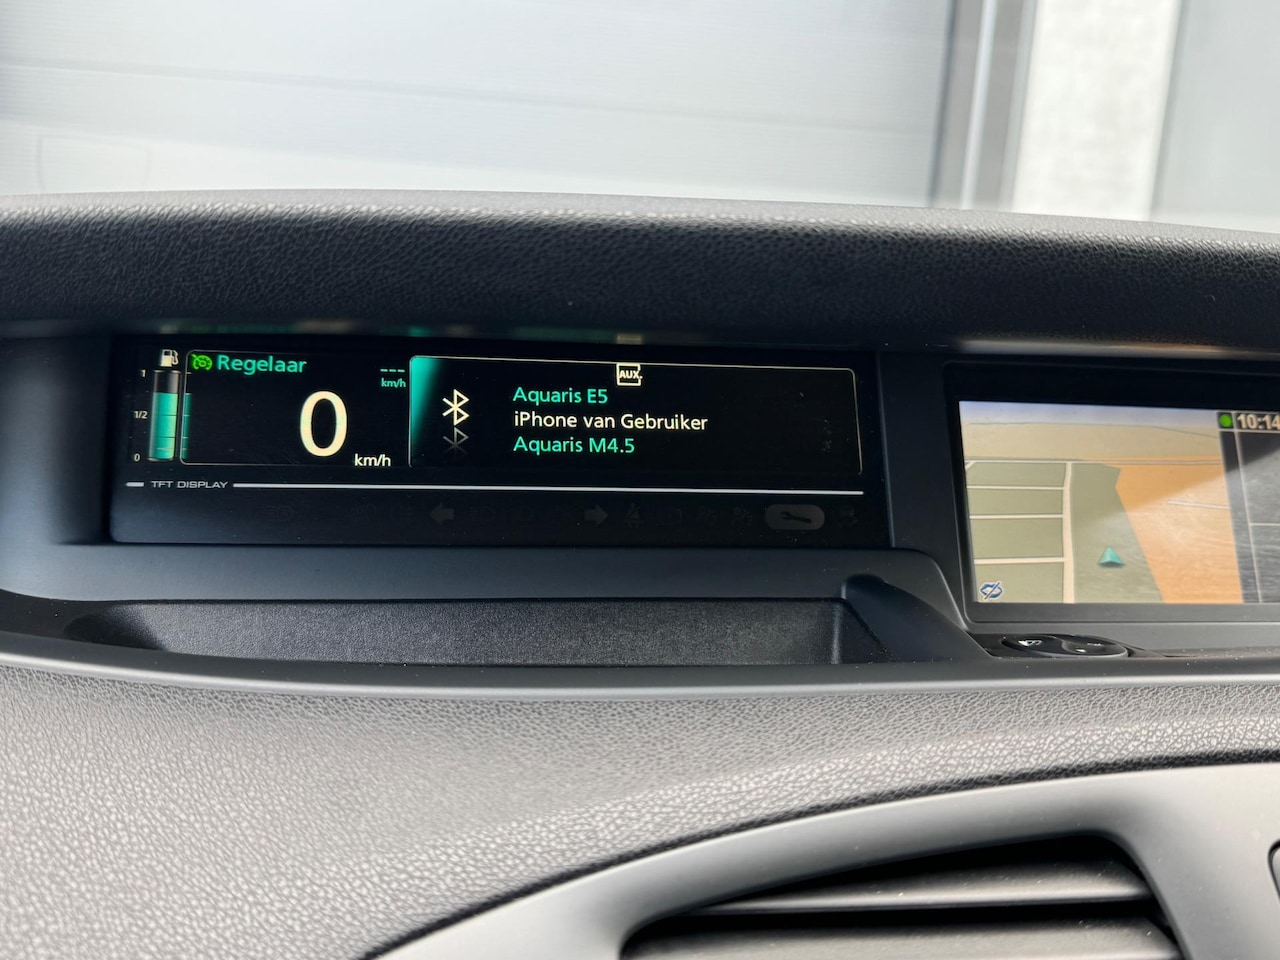 1
1/2
0
Regelaar
---
km/h
0
km/h
AUX
Aquaris E5
iPhone van Gebruiker
Aquaris M4.5
TFT DISPLAY
10:14